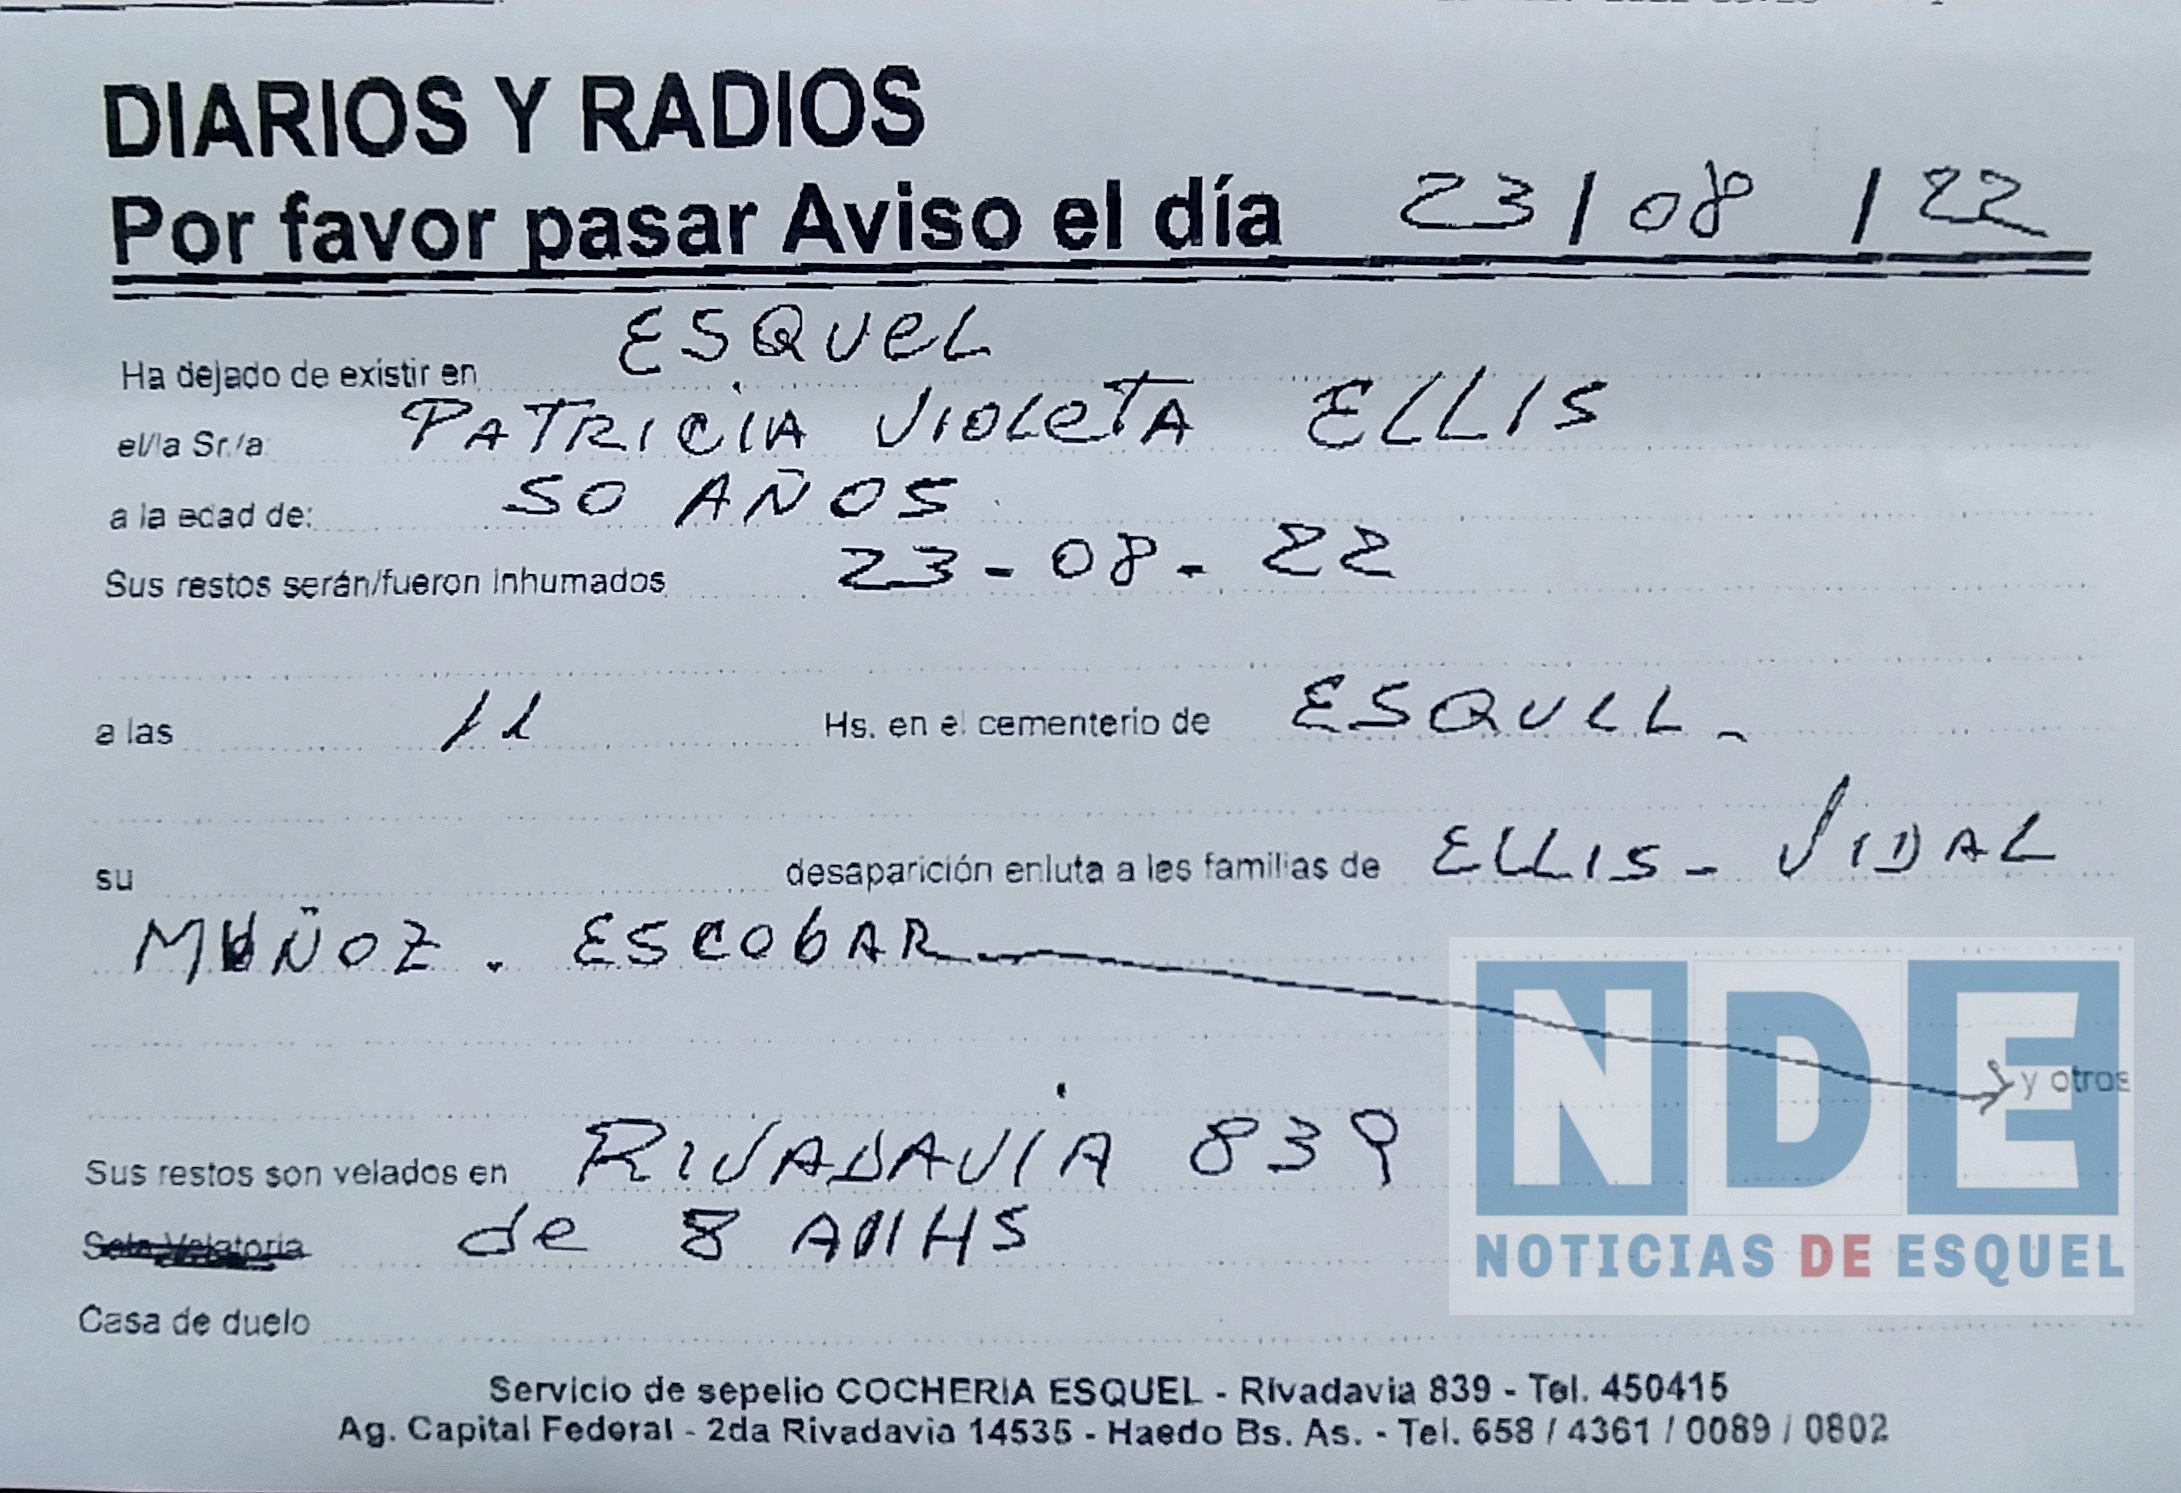 DIARIOS Y RADIOS
Por favor pasar Aviso el día 23/08/22
Ha dejado de existir en ESQUEL
el/la Sr./a: PATRICIA VIOLETA ELLIS
a la edad de: 50 AÑOS
Sus restos serán/fueron inhumados 23-08-22
a las 11 Hs. en el cementerio de ESQUEL-
su desaparición enluta a las familias de ELLIS - VIDAL
MUÑOZ. ESCOBAR y otros
Sus restos son velados en RIVADAVIA 839
Sala Velatoria de 8 A 11 HS
Casa de duelo
Servicio de sepelio COCHERIA ESQUEL - Rivadavia 839 - Tel. 450415
Ag. Capital Federal - 2da Rivadavia 14535 - Haedo Bs. As. - Tel. 658 / 4361 / 0089 / 0802
NDE
NOTICIAS DE ESQUEL